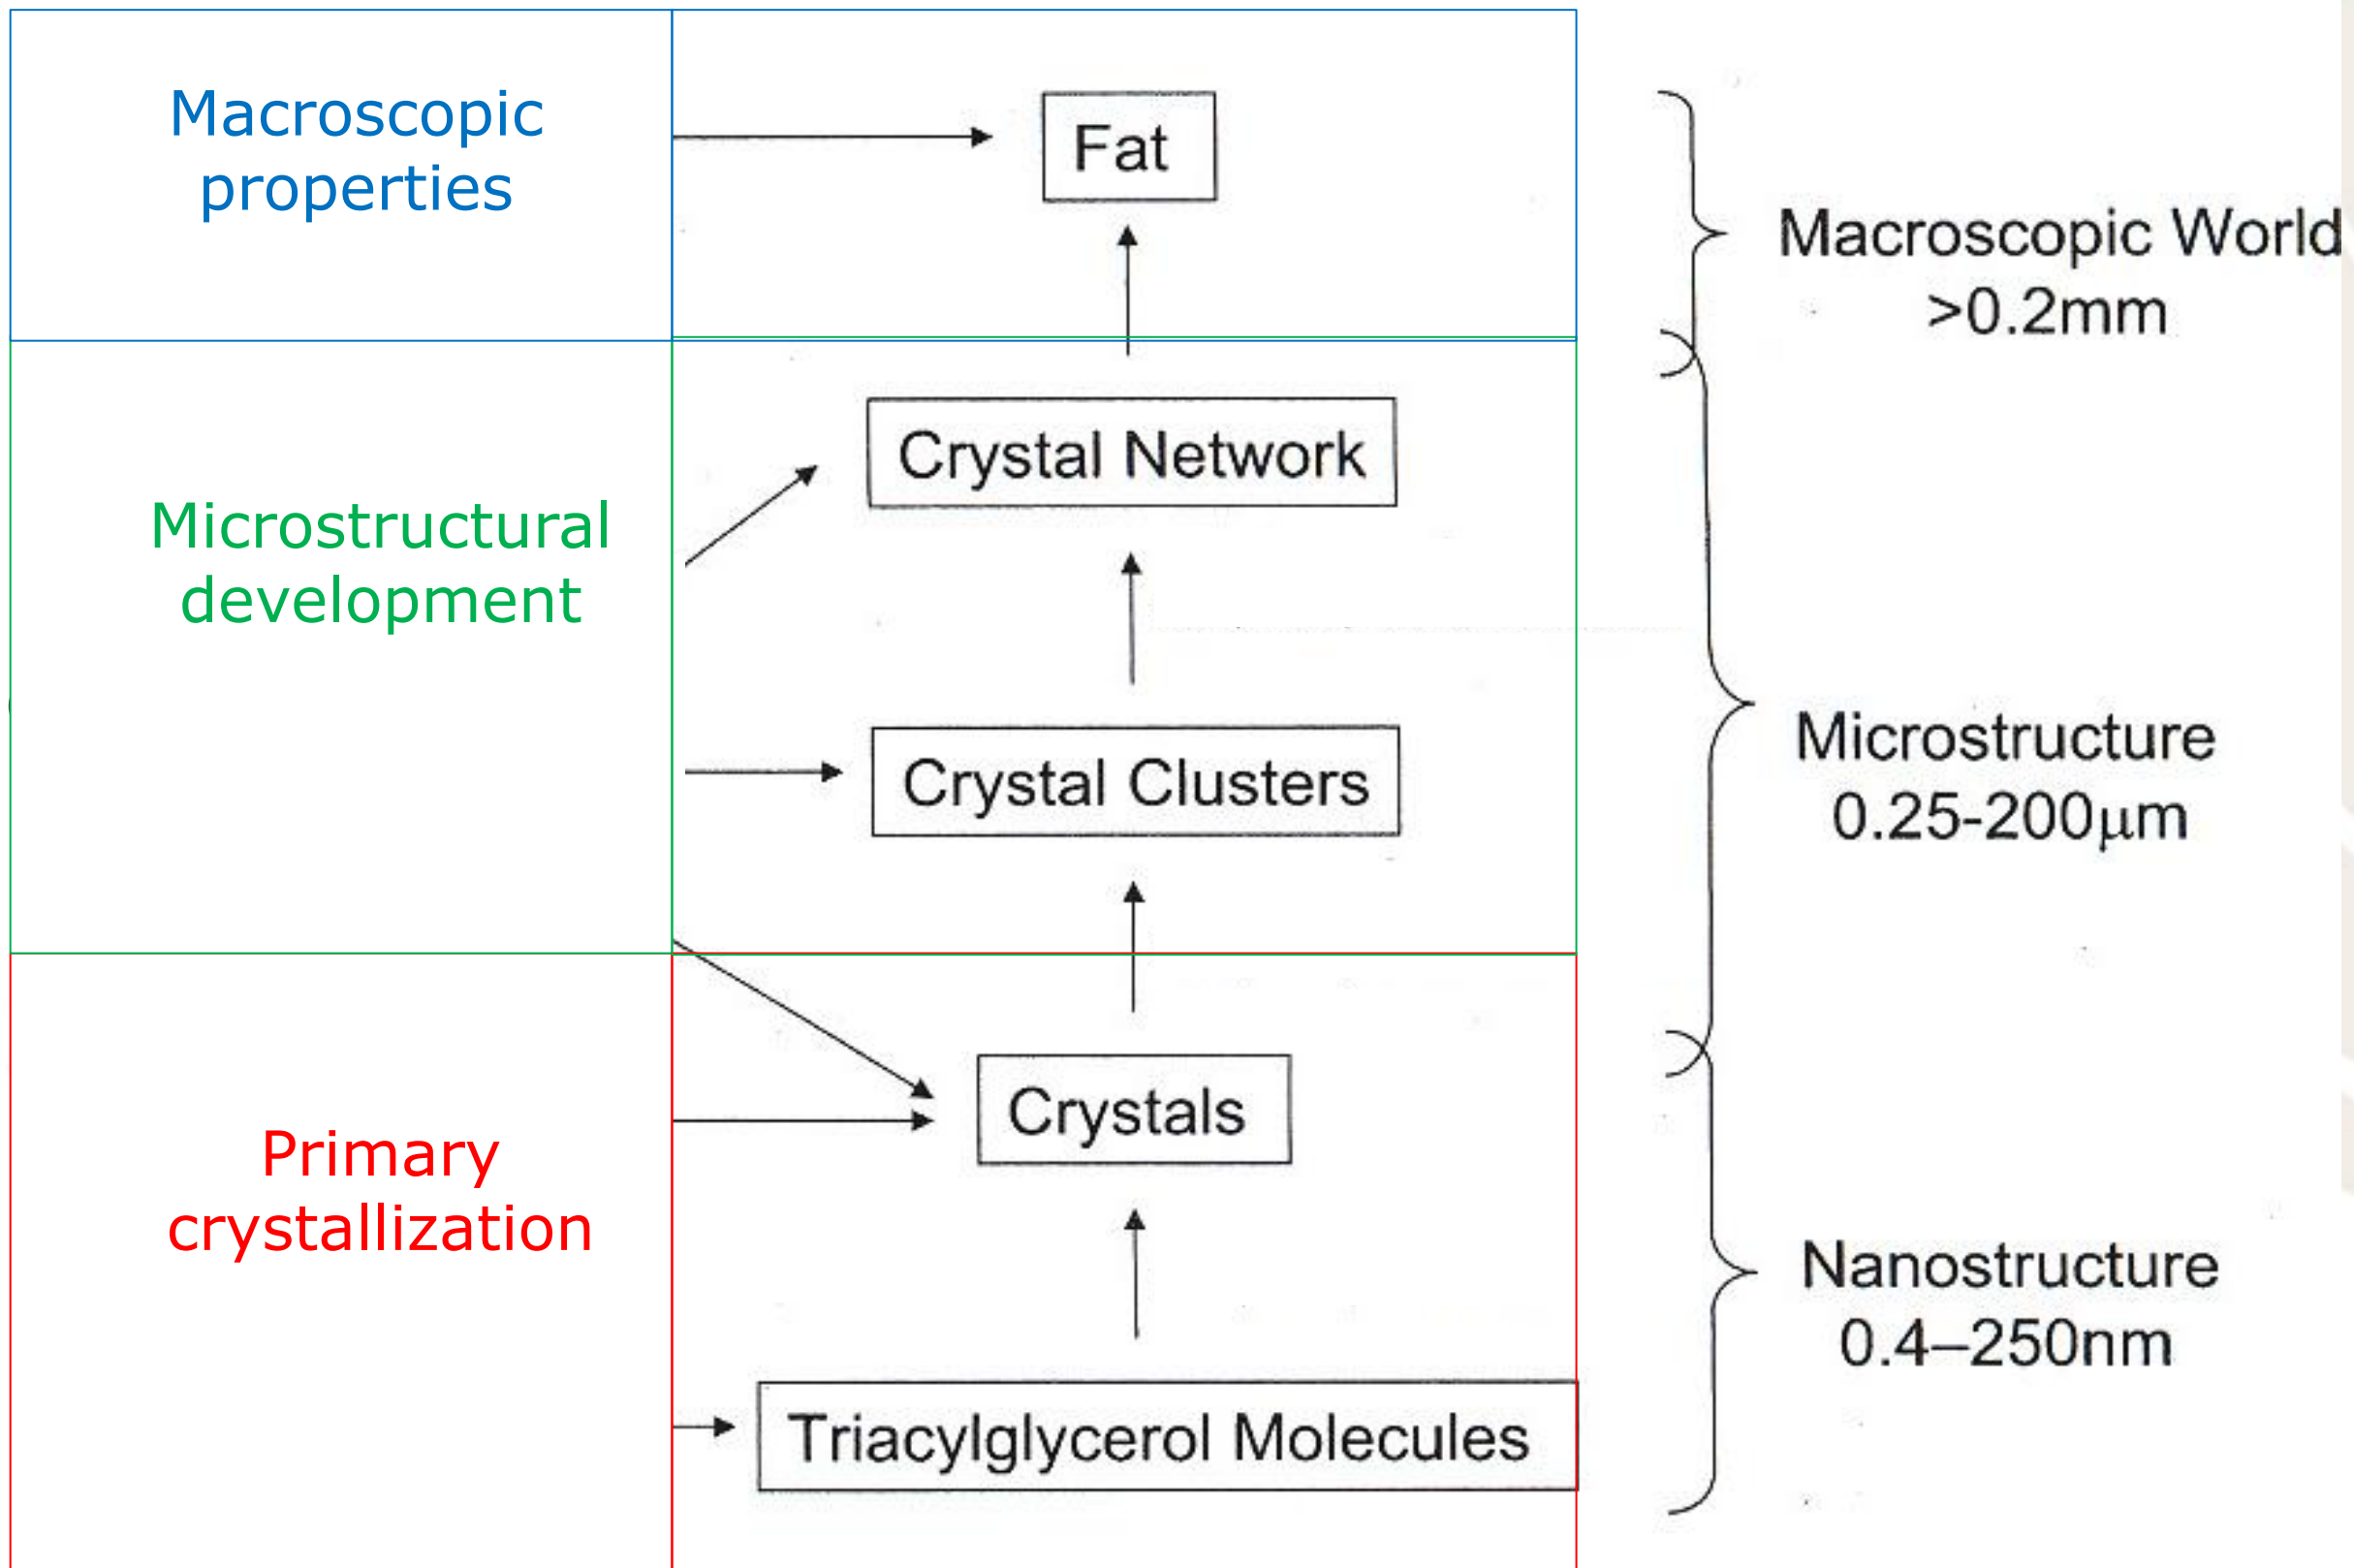 Macroscopic
properties
Fat
Macroscopic World
>0.2mm
Crystal Network
Microstructural
development
Crystal Clusters
Microstructure
0.25-200μm
Crystals
Primary
crystallization
Nanostructure
0.4–250nm
Triacylglycerol Molecules